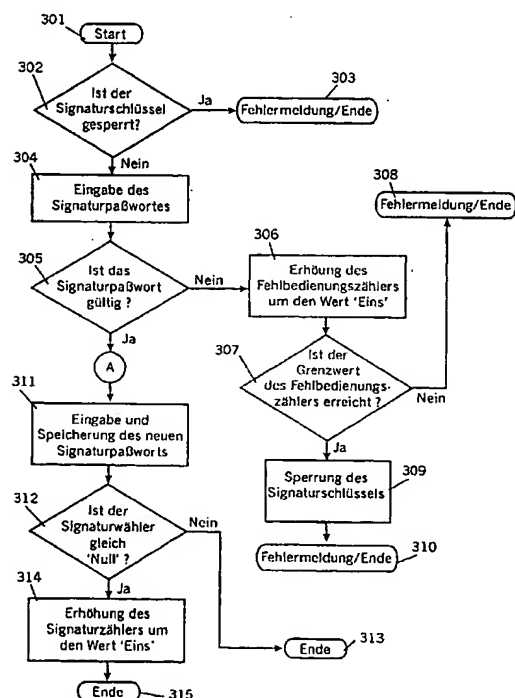 301
Start
302
Ist der
Signaturschlüssel
gesperrt?
Ja
303
Fehlermeldung/Ende
Nein
304
Eingabe des
Signaturpaßwortes
305
Ist das
Signaturpaßwort
gültig ?
Nein
306
Erhöung des
Fehlbedienungszählers
um den Wert 'Eins'
308
Fehlermeldung/Ende
307
Ist der
Grenzwert
des Fehlbedienungs-
zählers erreicht ?
Nein
Ja
309
Sperrung des
Signaturschlüssels
Fehlermeldung/Ende
310
Ja
A
311
Eingabe und
Speicherung des neuen
Signaturpaßworts
312
Ist der
Signaturwähler
gleich
'Null' ?
Nein
Ende
313
Ja
314
Erhöhung des
Signaturzählers um
den Wert 'Eins'
Ende
315